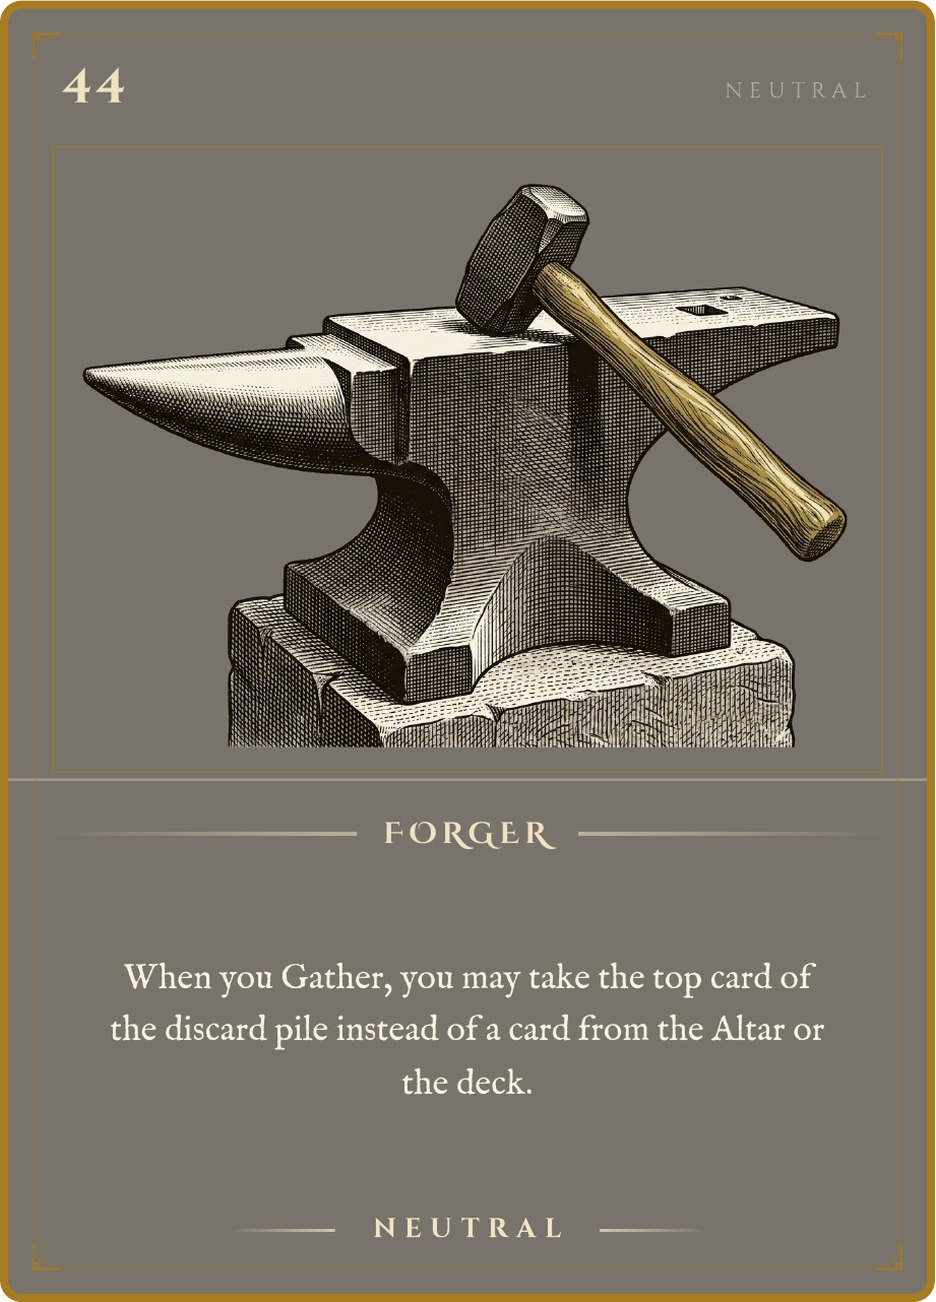 44
NEUTRAL
FORGER
When you Gather, you may take the top card of
the discard pile instead of a card from the Altar or
the deck.
NEUTRAL